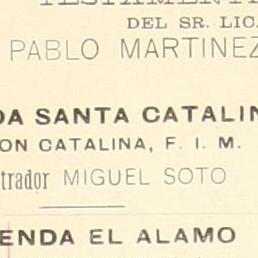 DEL SR. LIC.
PABLO MARTINEZ
DA SANTA CATALIN
ON CATALINA, F. I. M.
trador MIGUEL SOTO
ENDA EL ALAMO